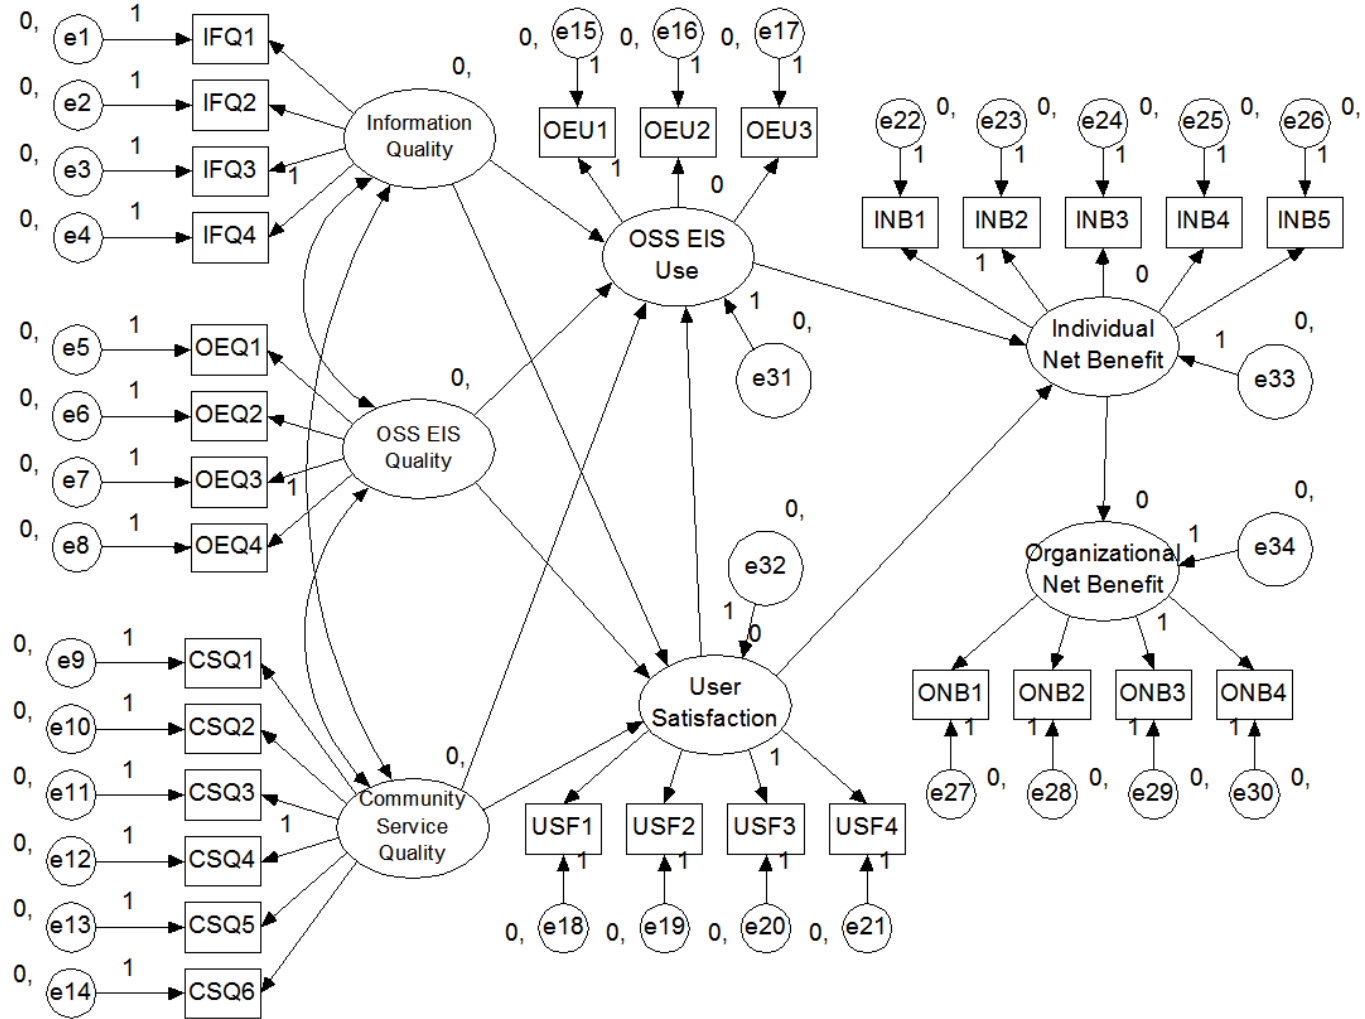 0,
e1
1
IFQ1
0,
e2
1
IFQ2
0,
e3
1
IFQ3
1
0,
e4
1
IFQ4
0,
Information
Quality
0,
e5
1
OEQ1
0,
e6
1
OEQ2
0,
e7
1
OEQ3
1
0,
e8
1
OEQ4
0,
OSS EIS
Quality
0,
e9
1
CSQ1
0,
e10
1
CSQ2
0,
e11
1
CSQ3
1
0,
e12
1
CSQ4
0,
e13
1
CSQ5
0,
e14
1
CSQ6
0,
Community
Service
Quality
0,
e15
0,
e16
0,
e17
1
1
1
OEU1
OEU2
OEU3
1
0
OSS EIS
Use
1
0,
e31
0,
e32
1
0
User
Satisfaction
1
USF1
USF2
USF3
USF4
1
1
1
1
0,
e18
0,
e19
0,
e20
0,
e21
e22
0,
e23
0,
e24
0,
e25
0,
e26
0,
1
1
1
1
1
INB1
INB2
INB3
INB4
INB5
1
0
Individual
Net Benefit
1
0,
e33
0
Organizational
Net Benefit
1
0,
e34
1
ONB1
ONB2
ONB3
ONB4
1
1
1
1
e27
0,
e28
0,
e29
0,
e30
0,